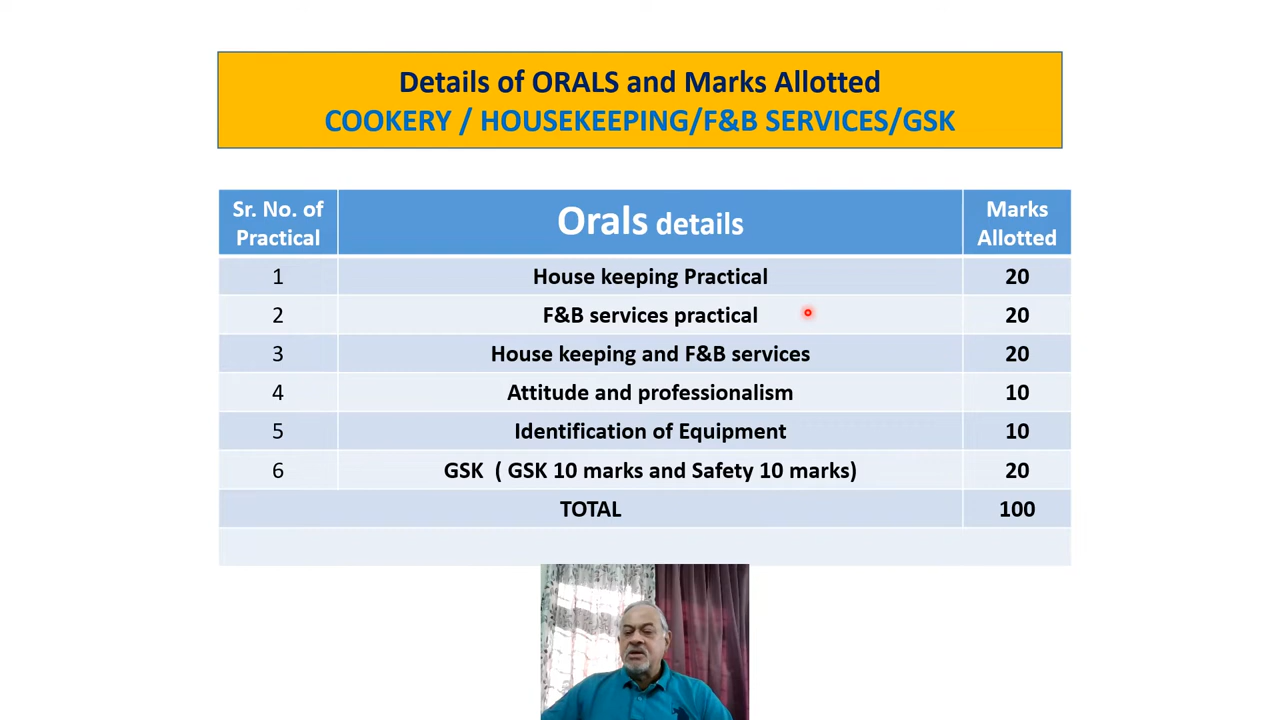 Details of ORALS and Marks Allotted
COOKERY / HOUSEKEEPING/F&B SERVICES/GSK
Sr. No. of Practical Orals details Marks Allotted
1 House keeping Practical 20
2 F&B services practical 20
3 House keeping and F&B services 20
4 Attitude and professionalism 10
5 Identification of Equipment 10
6 GSK ( GSK 10 marks and Safety 10 marks) 20
TOTAL 100